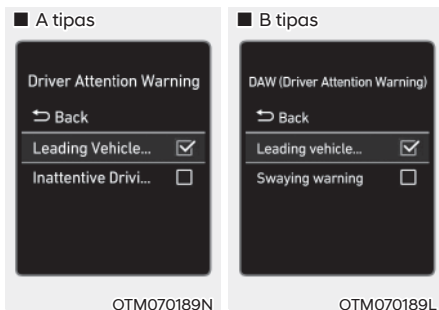 ■ A tipas
Driver Attention Warning
⮌ Back
Leading Vehicle...
Inattentive Drivi...
OTM070189N
■ B tipas
DAW (Driver Attention Warning)
⮌ Back
Leading vehicle...
Swaying warning
OTM070189L